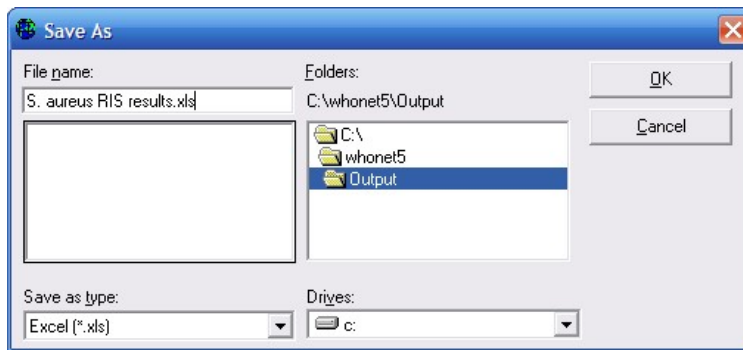 Save As
File name:
S. aureus RIS results.xls
Folders:
C:\whonet5\Output
C:\
whonet5
Output
OK
Cancel
Save as type:
Excel (*.xls)
Drives:
c: